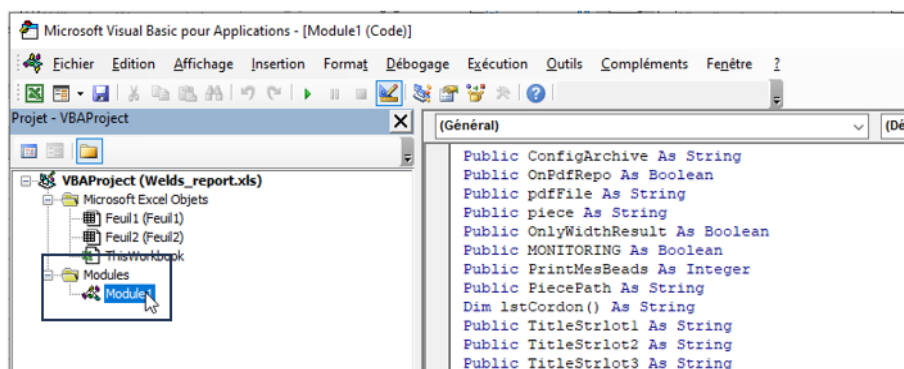 Microsoft Visual Basic pour Applications - [Module1 (Code)]
Fichier Edition Affichage Insertion Format Débogage Exécution Outils Compléments Fenêtre ?
Projet - VBAProject
(Général)
(Dé
VBAProject (Welds_report.xls)
Microsoft Excel Objets
Feuil1 (Feuil1)
Feuil2 (Feuil2)
ThisWorkbook
Modules
Module1
Public ConfigArchive As String
Public OnPdfRepo As Boolean
Public pdfFile As String
Public piece As String
Public OnlyWidthResult As Boolean
Public MONITORING As Boolean
Public PrintMesBeads As Integer
Public PiecePath As String
Dim lstCordon() As String
Public TitleStrlot1 As String
Public TitleStrlot2 As String
Public TitleStrlot3 As String